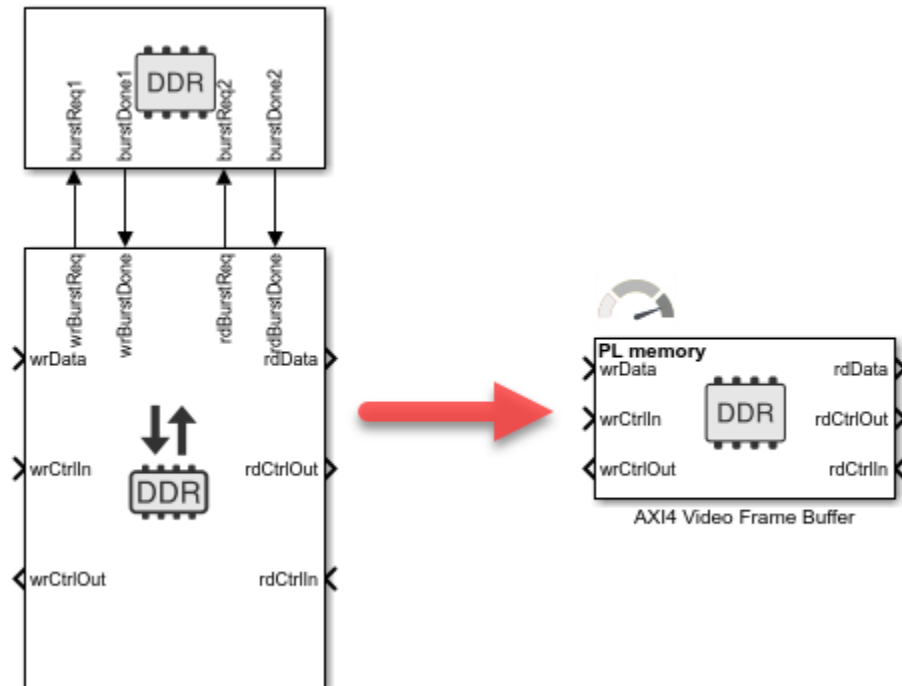 DDR
burstReq1
burstDone1
burstReq2
burstDone2
wrBurstReq
wrBurstDone
rdBurstReq
rdBurstDone
wrData
rdData
wrCtrlIn
DDR
rdCtrlOut
wrCtrlOut
rdCtrlIn
PL memory
wrData
rdData
wrCtrlIn
DDR
rdCtrlOut
wrCtrlOut
rdCtrlIn
AXI4 Video Frame Buffer